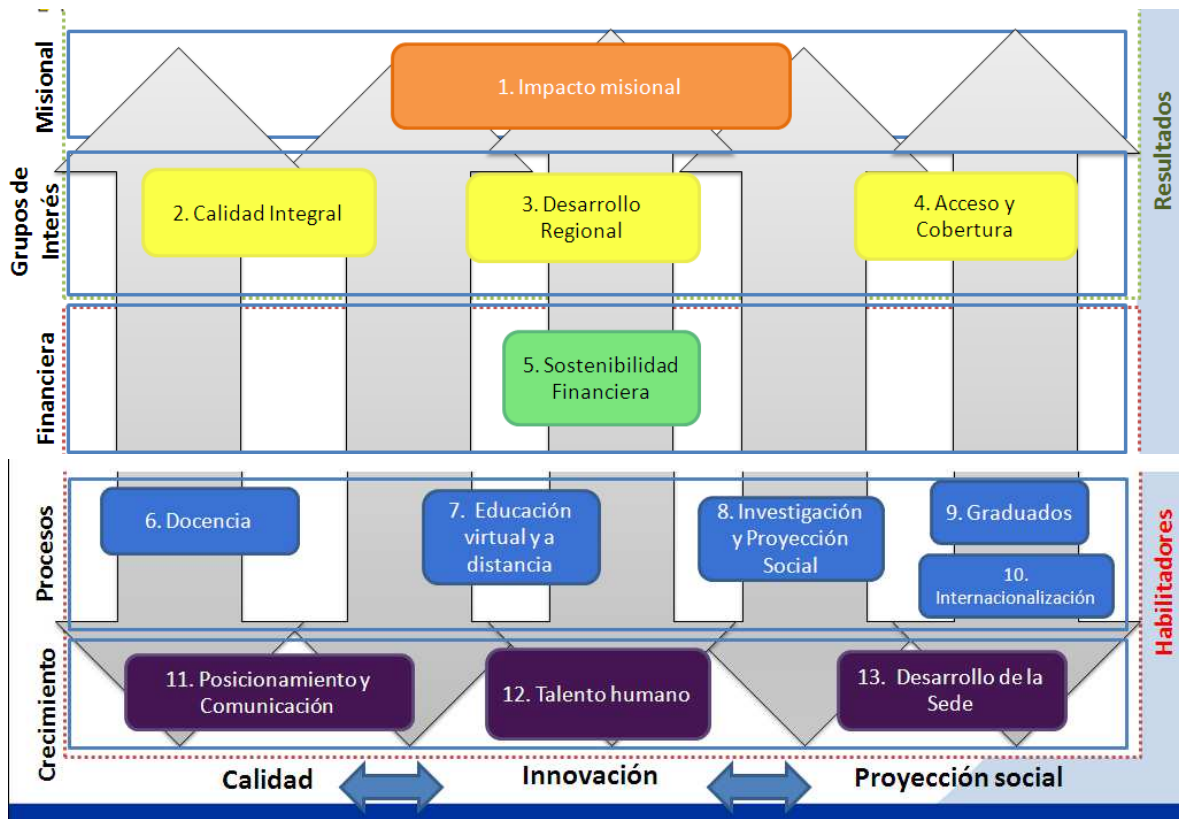 Misional
1. Impacto misional
Resultados
Grupos de
Interés
2. Calidad Integral
3. Desarrollo
Regional
4. Acceso y
Cobertura
Financiera
5. Sostenibilidad
Financiera
Procesos
6. Docencia
7. Educación
virtual y a
distancia
8. Investigación
y Proyección
Social
9. Graduados
10.
Internacionalización
Habilitadores
Crecimiento
11. Posicionamiento y
Comunicación
12. Talento humano
13. Desarrollo de la
Sede
Calidad
Innovación
Proyección social